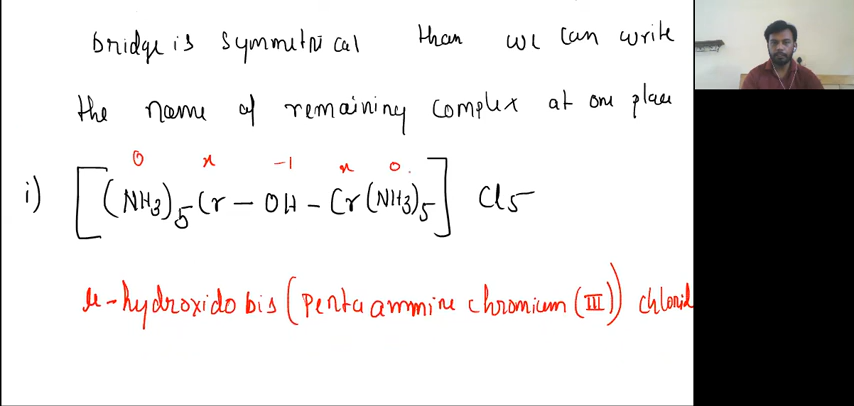 bridge is symmetrical than we can write
the name of remaining complex at one place
0 x -1 x 0.
i) [(NH3)5Cr - OH - Cr(NH3)5] Cl5
μ-hydroxido bis (pentaammine chromium (III)) chlorid